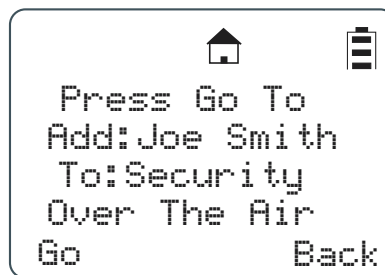 Press Go To
Add:Joe Smith
To:Security
Over The Air
Go Back